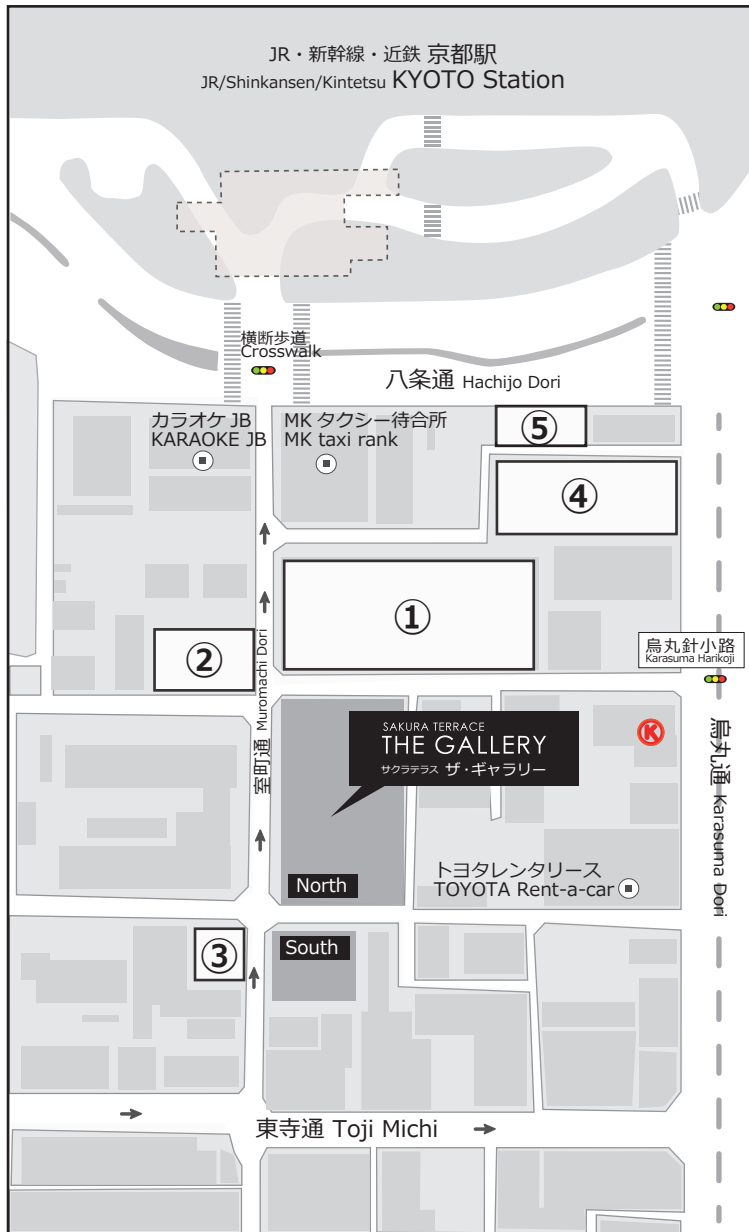 JR・新幹線・近鉄 京都駅
JR/Shinkansen/Kintetsu KYOTO Station
横断歩道
Crosswalk
八条通 Hachijo Dori
カラオケ JB
KARAOKE JB
MK タクシー待合所
MK taxi rank
⑤
④
①
②
烏丸針小路
Karasuma Harikoji
室町通 Muromachi Dori
SAKURA TERRACE
THE GALLERY
サクラテラス ザ・ギャラリー
K
烏丸通 Karasuma Dori
トヨタレンタリース
TOYOTA Rent-a-car
North
South
③
東寺通 Toji Michi